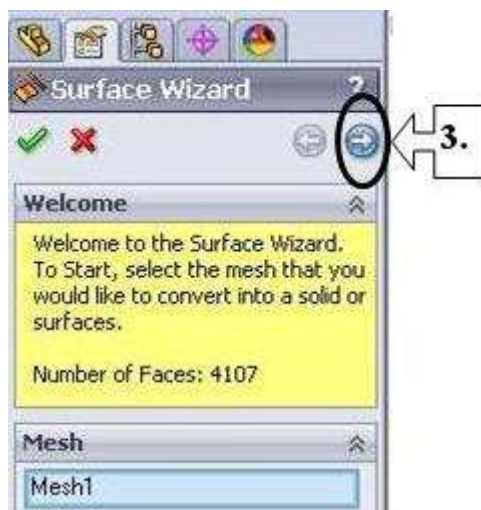 Surface Wizard ?
3.
Welcome
Welcome to the Surface Wizard.
To Start, select the mesh that you
would like to convert into a solid or
surfaces.
Number of Faces: 4107
Mesh
Mesh1